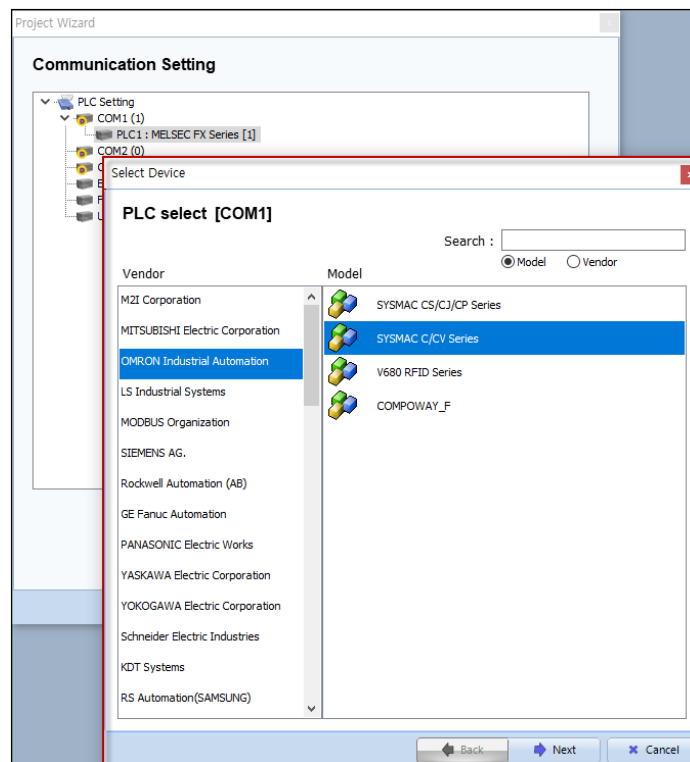 Project Wizard
Communication Setting
PLC Setting
COM1 (1)
PLC1 : MELSEC FX Series [1]
COM2 (0)
Select Device
PLC select [COM1]
Search :
Model
Vendor
Vendor
Model
M2I Corporation
MITSUBISHI Electric Corporation
OMRON Industrial Automation
LS Industrial Systems
MODBUS Organization
SIEMENS AG.
Rockwell Automation (AB)
GE Fanuc Automation
PANASONIC Electric Works
YASKAWA Electric Corporation
YOKOGAWA Electric Corporation
Schneider Electric Industries
KDT Systems
RS Automation(SAMSUNG)
SYSMAC CS/CJ/CP Series
SYSMAC C/CV Series
V680 RFID Series
COMPOWAY_F
Back
Next
Cancel